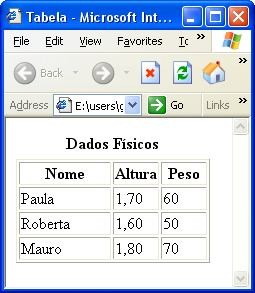 Tabela - Microsoft Int...
File Edit View Favorites
Back
Address E:\users\ Go Links
Dados Físicos
Nome Altura Peso
Paula 1,70 60
Roberta 1,60 50
Mauro 1,80 70